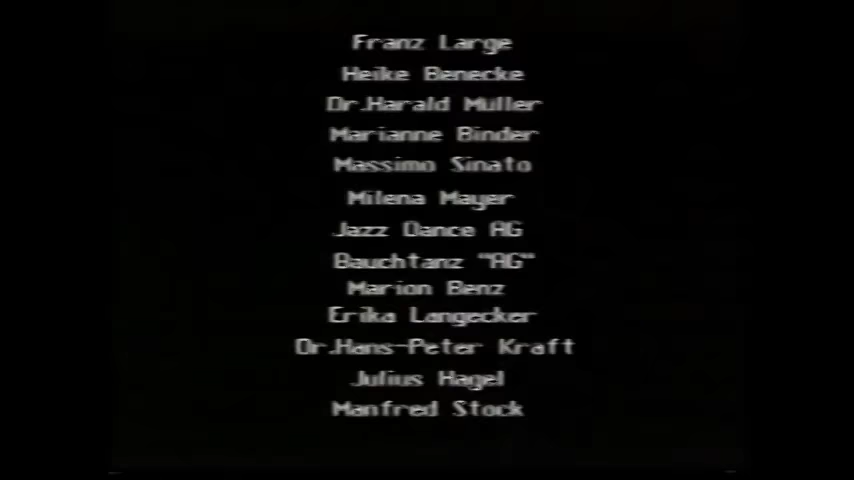 Franz Large
Heike Benecke
Dr.Harald Müller
Marianne Binder
Massimo Sinato
Milena Mayer
Jazz Dance AG
Bauchtanz "AG"
Marion Benz
Erika Langecker
Dr.Hans-Peter Kraft
Julius Hagel
Manfred Stock